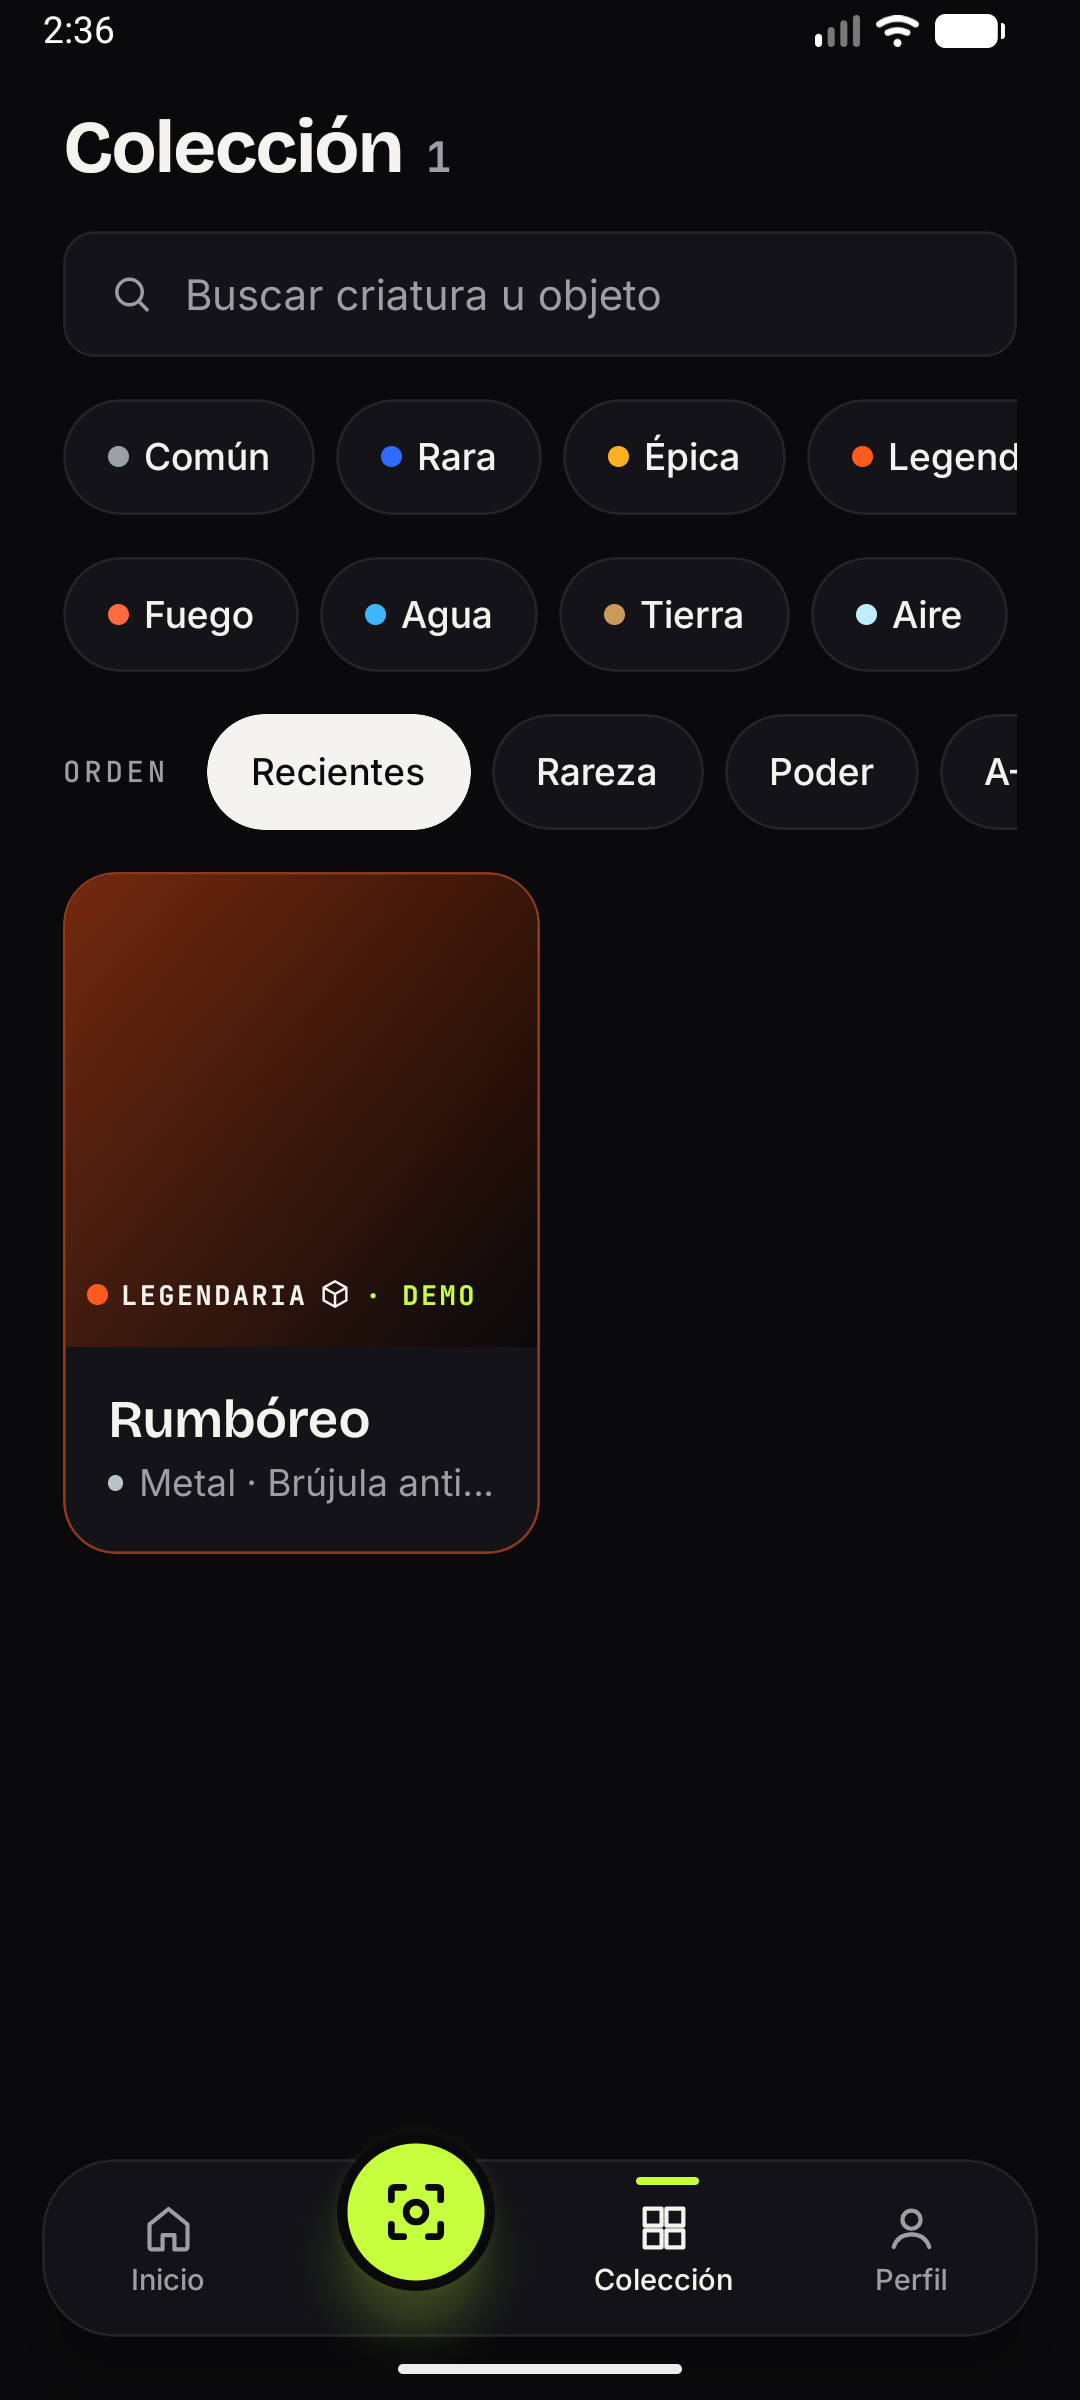 2:36
Colección 1
Buscar criatura u objeto
Común Rara Épica Legend
Fuego Agua Tierra Aire
ORDEN Recientes Rareza Poder A-
LEGENDARIA · DEMO
Rumbóreo
Metal · Brújula anti...
Inicio Colección Perfil